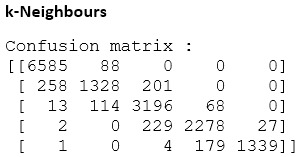 k-Neighbours
Confusion matrix :
[[6585 88 0 0 0]
[ 258 1328 201 0 0]
[ 13 114 3196 68 0]
[ 2 0 229 2278 27]
[ 1 0 4 179 1339]]